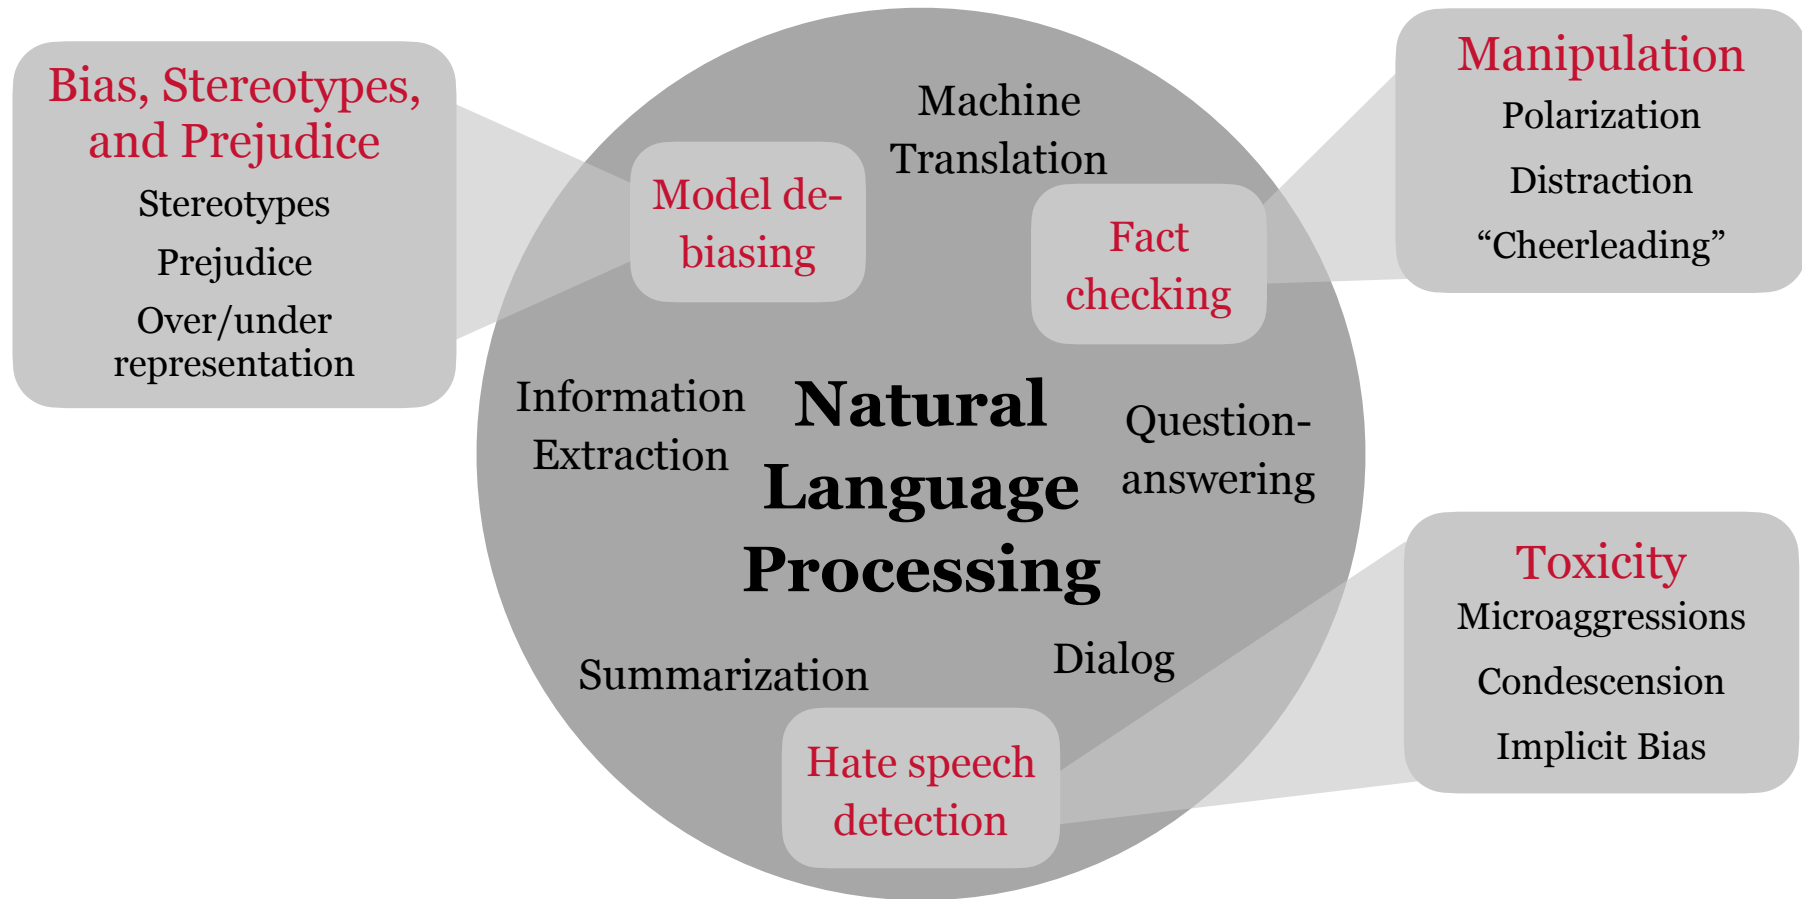 Bias, Stereotypes,
and Prejudice
Stereotypes
Prejudice
Over/under
representation
Model de-
biasing
Machine
Translation
Fact
checking
Manipulation
Polarization
Distraction
“Cheerleading”
Information
Extraction
Natural
Language
Processing
Question-
answering
Summarization
Dialog
Hate speech
detection
Toxicity
Microaggressions
Condescension
Implicit Bias